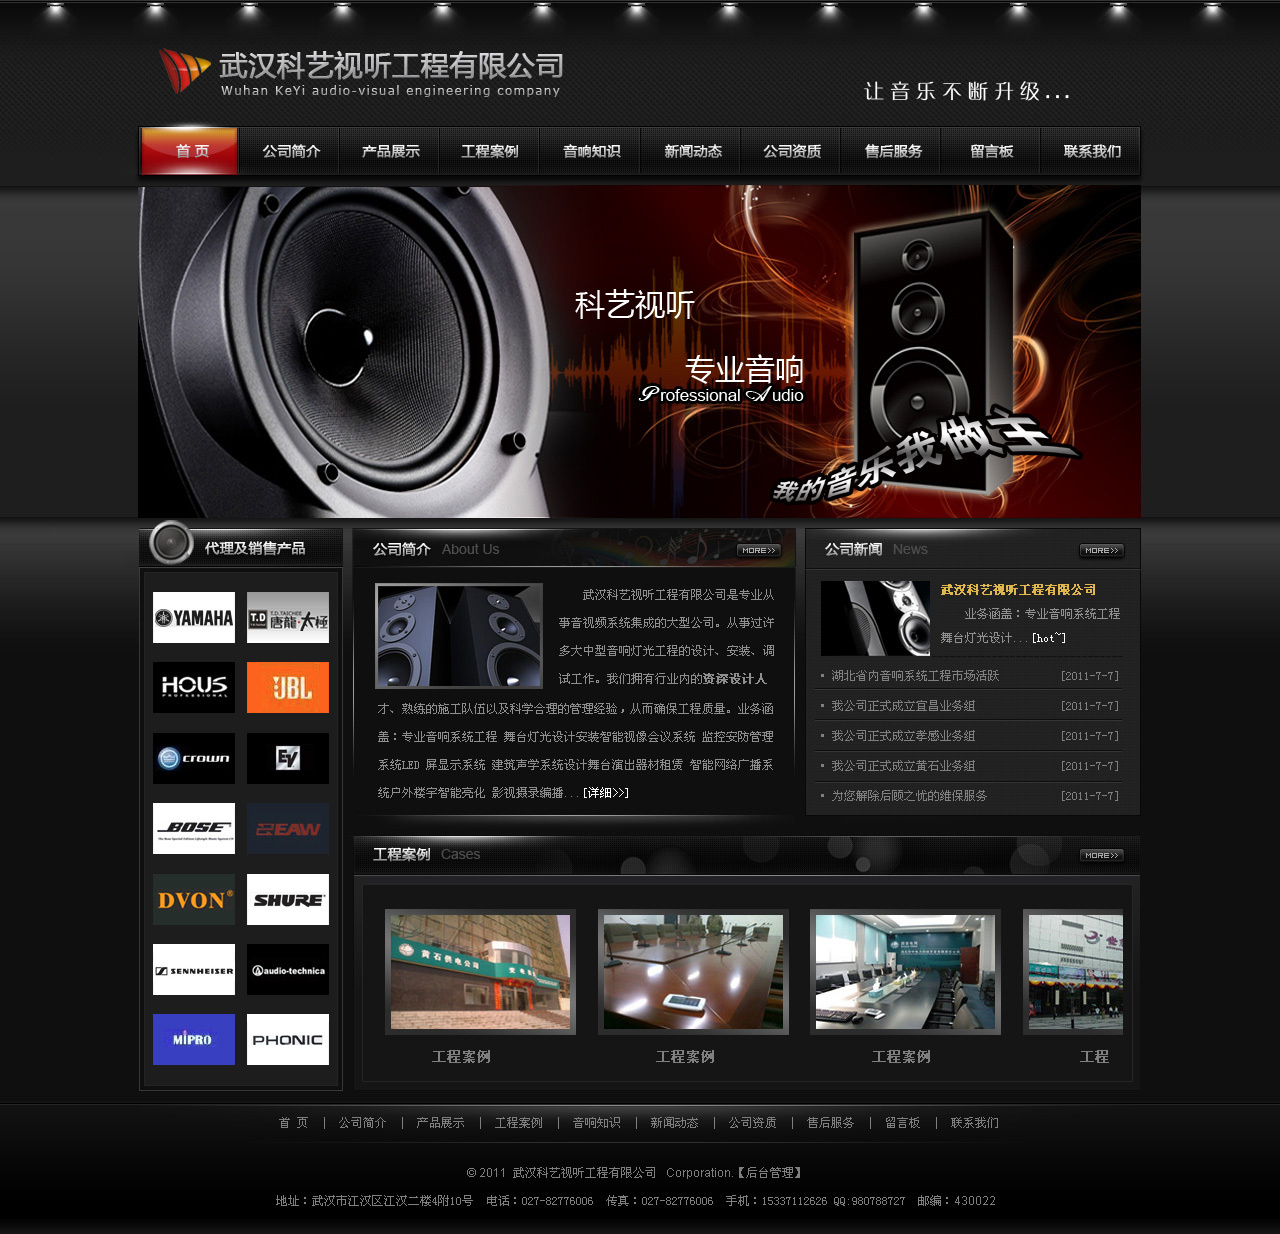 武汉科艺视听工程有限公司
Wuhan KeYi audio-visual engineering company
让音乐不断升级...
首 页 公司简介 产品展示 工程案例 音响知识 新闻动态 公司资质 售后服务 留言板 联系我们
科艺视听
专业音响
Professional Audio
我的音乐我做主
代理及销售产品
YAMAHA
T.D T.D.TAICHEE 唐龍·太極
HOUS PROFESSIONAL
JBL
crown
EV
BOSE
EAW
DVON®
SHURE
SENNHEISER
audio-technica
MIPRO
PHONIC
公司简介 About Us MORE>>
武汉科艺视听工程有限公司是专业从
事音视频系统集成的大型公司。从事过许
多大中型音响灯光工程的设计、安装、调
试工作。我们拥有行业内的资深设计人
才、熟练的施工队伍以及科学合理的管理经验，从而确保工程质量。业务涵
盖：专业音响系统工程 舞台灯光设计安装智能视像会议系统 监控安防管理
系统LED 屏显示系统 建筑声学系统设计舞台演出器材租赁 智能网络广播系
统户外楼宇智能亮化 影视摄录编播...[详细>>]
公司新闻 News MORE>>
武汉科艺视听工程有限公司
业务涵盖：专业音响系统工程
舞台灯光设计...[hot~]
湖北省内音响系统工程市场活跃 [2011-7-7]
我公司正式成立宜昌业务组 [2011-7-7]
我公司正式成立孝感业务组 [2011-7-7]
我公司正式成立黄石业务组 [2011-7-7]
为您解除后顾之忧的维保服务 [2011-7-7]
工程案例 Cases MORE>>
黄石供电公司
工程案例 工程案例 工程案例 工程
首 页 | 公司简介 | 产品展示 | 工程案例 | 音响知识 | 新闻动态 | 公司资质 | 售后服务 | 留言板 | 联系我们
© 2011 武汉科艺视听工程有限公司 Corporation.【后台管理】
地址：武汉市江汉区江汉二楼4附10号 电话：027-82776006 传真：027-82776006 手机：15337112626 QQ:980788727 邮编：430022